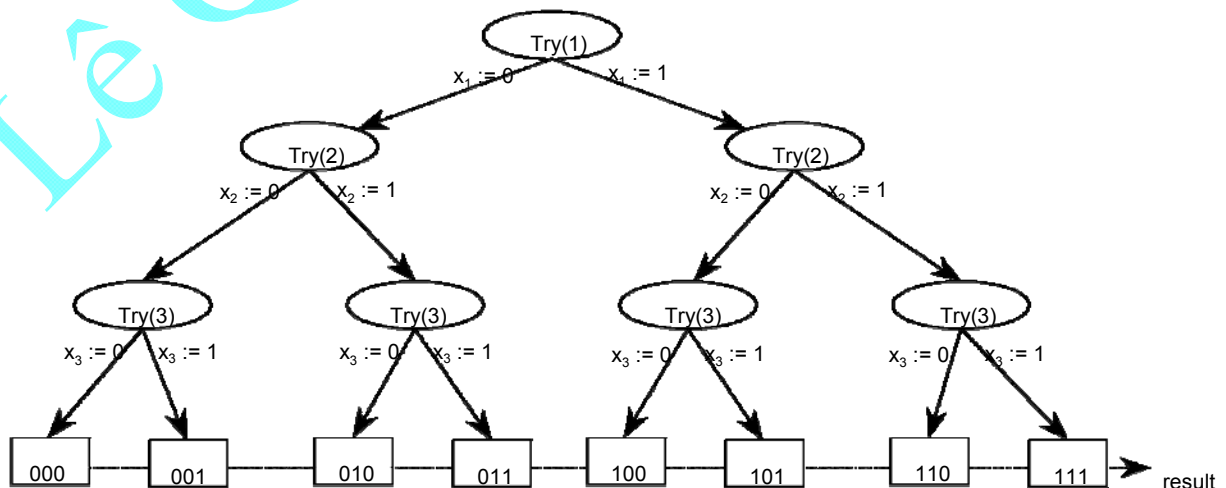 Lê
Try(1)
x₁ := 0 x₁ := 1
Try(2) Try(2)
x₂ := 0 x₂ := 1 x₂ := 0 x₂ := 1
Try(3) Try(3) Try(3) Try(3)
x₃ := 0 x₃ := 1 x₃ := 0 x₃ := 1 x₃ := 0 x₃ := 1 x₃ := 0 x₃ := 1
000 001 010 011 100 101 110 111 result